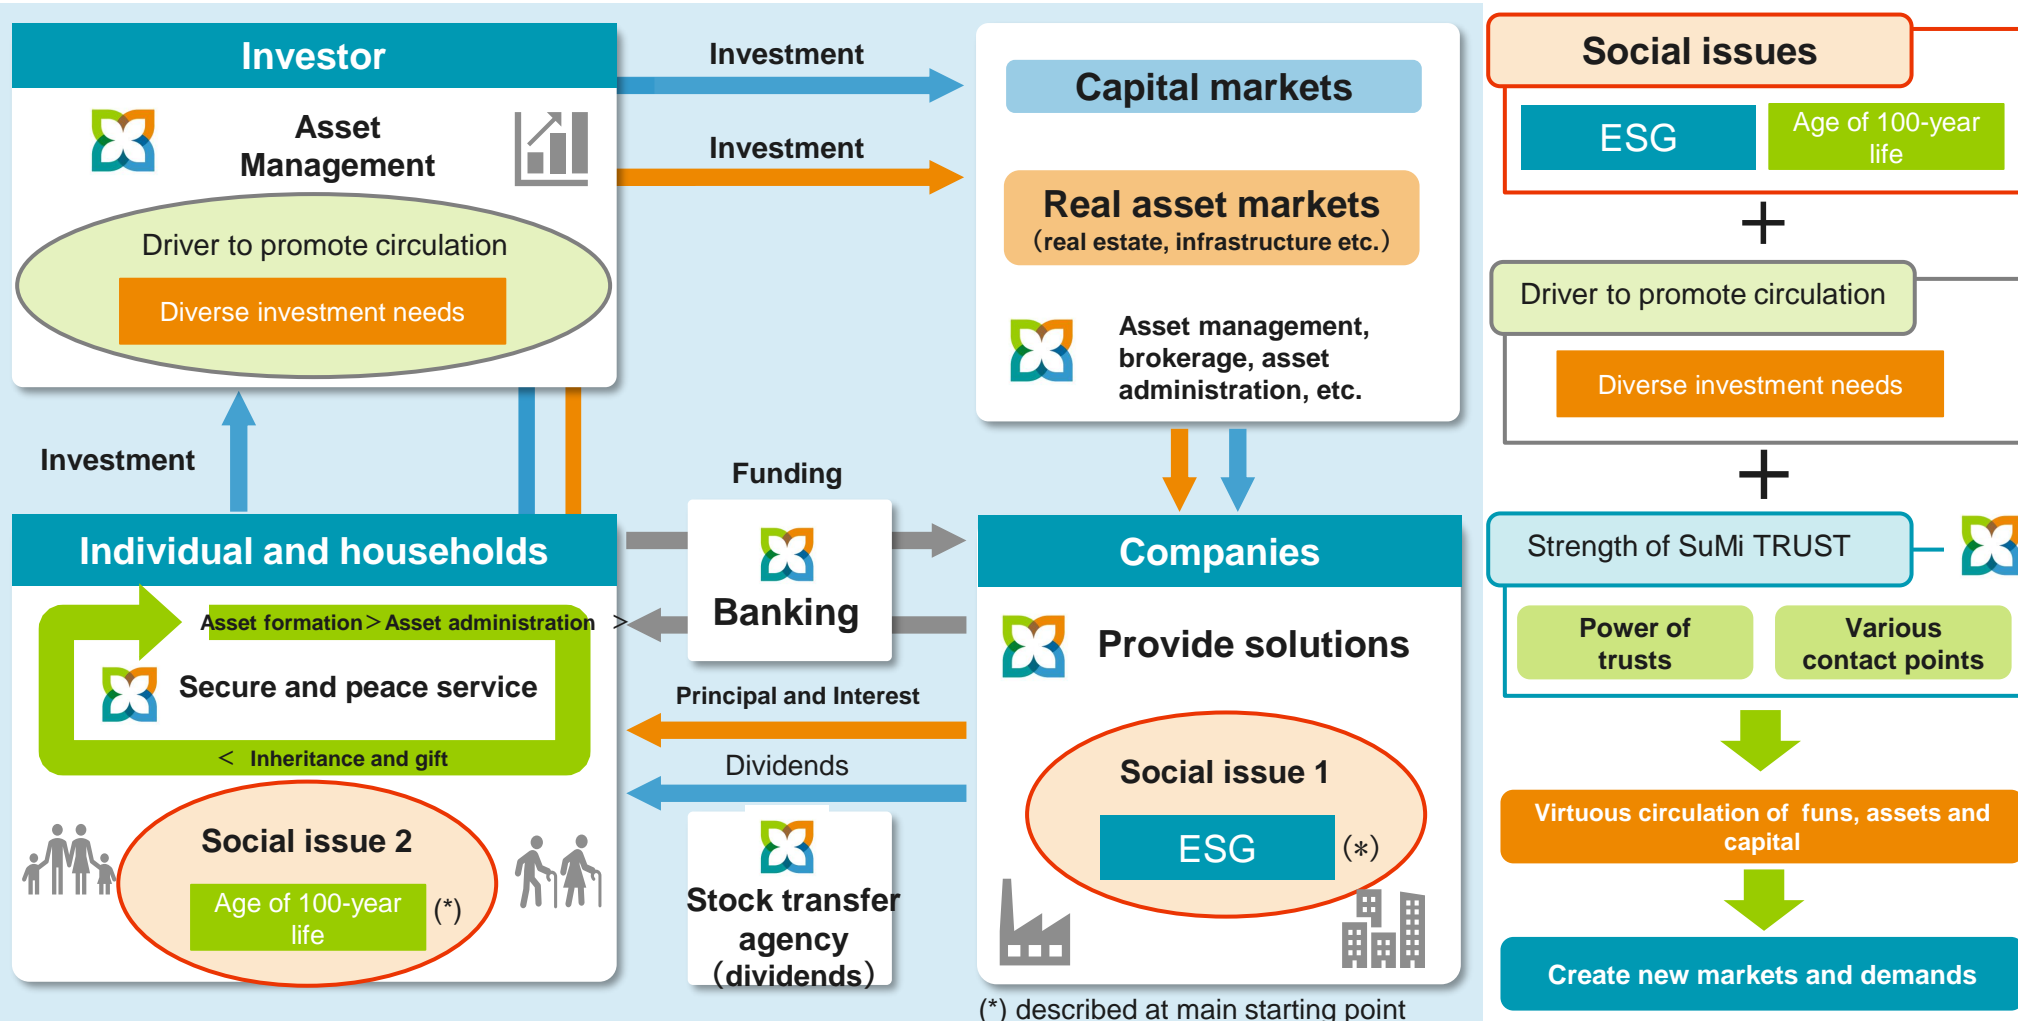 Investor
Asset
Management
Driver to promote circulation
Diverse investment needs
Investment
Investment
Capital markets
Real asset markets
（real estate, infrastructure etc.）
Asset management,
brokerage, asset
administration, etc.
Investment
Funding
Banking
Individual and households
Asset formation＞Asset administration ＞
Secure and peace service
＜ Inheritance and gift
Social issue 2
Age of 100-year
life
(*)
Principal and Interest
Dividends
Stock transfer
agency
（dividends）
Companies
Provide solutions
Social issue 1
ESG
(*)
(*) described at main starting point
Social issues
ESG
Age of 100-year
life
+
Driver to promote circulation
Diverse investment needs
+
Strength of SuMi TRUST
Power of
trusts
Various
contact points
Virtuous circulation of funs, assets and
capital
Create new markets and demands